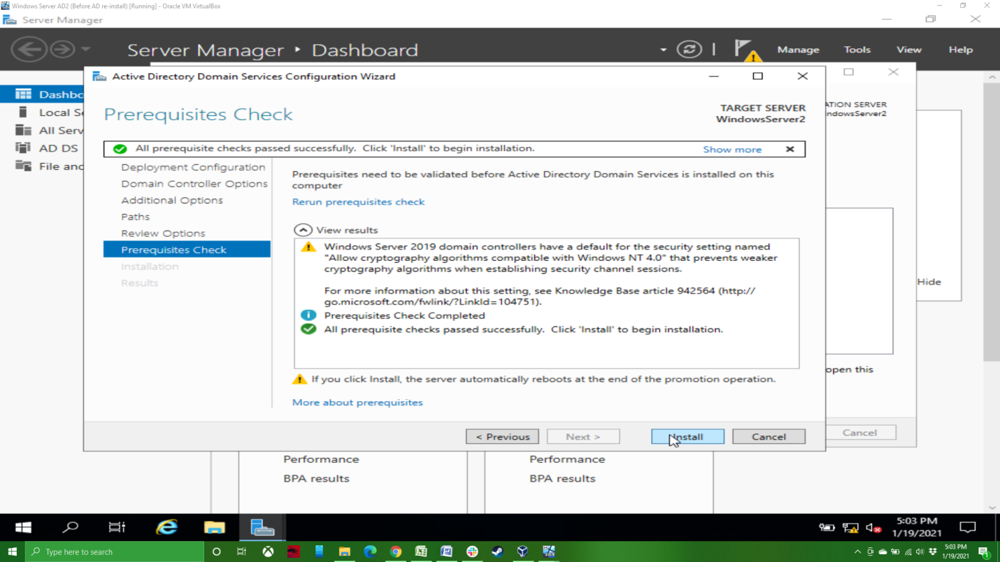 Windows Server AD2 (Before AD re-install) [Running] - Oracle VM VirtualBox
Server Manager
Server Manager
Dashboard
Manage
Tools
View
Help
Active Directory Domain Services Configuration Wizard
Dashbc
Local Se
All Serv
AD DS
File anc
Prerequisites Check
TARGET SERVER
WindowsServer2
ATION SERVER
ndowsServer2
All prerequisite checks passed successfully. Click 'Install' to begin installation.
Show more
Deployment Configuration
Domain Controller Options
Additional Options
Paths
Review Options
Prerequisites Check
Installation
Results
Prerequisites need to be validated before Active Directory Domain Services is installed on this
computer
Rerun prerequisites check
View results
Windows Server 2019 domain controllers have a default for the security setting named
"Allow cryptography algorithms compatible with Windows NT 4.0" that prevents weaker
cryptography algorithms when establishing security channel sessions.
For more information about this setting, see Knowledge Base article 942564 (http://
go.microsoft.com/fwlink/?LinkId=104751).
Prerequisites Check Completed
All prerequisite checks passed successfully. Click 'Install' to begin installation.
If you click Install, the server automatically reboots at the end of the promotion operation.
More about prerequisites
Hide
open this
< Previous
Next >
Install
Cancel
Cancel
Performance
BPA results
Performance
BPA results
5:03 PM
1/19/2021
Type here to search
5:03 PM
1/19/2021